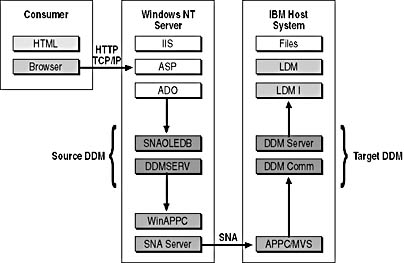 Consumer
HTML
Browser
HTTP
TCP/IP
Windows NT
Server
IIS
ASP
ADO
Source DDM
SNAOLEDB
DDMSERV
WinAPPC
SNA Server
SNA
IBM Host
System
Files
LDM
LDM I
DDM Server
DDM Comm
Target DDM
APPC/MVS